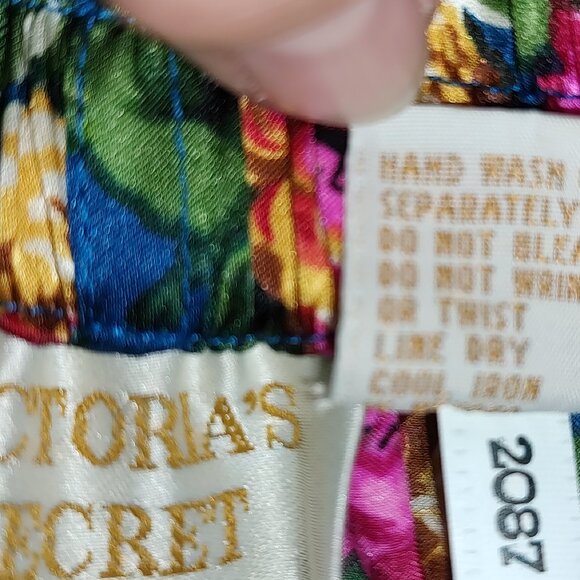 HAND WASH
SEPARATELY
DO NOT BLEA
DO NOT WRIN
OR TWIST
LINE DRY
COOL IRON
CTORIA'S
ECRET
2087